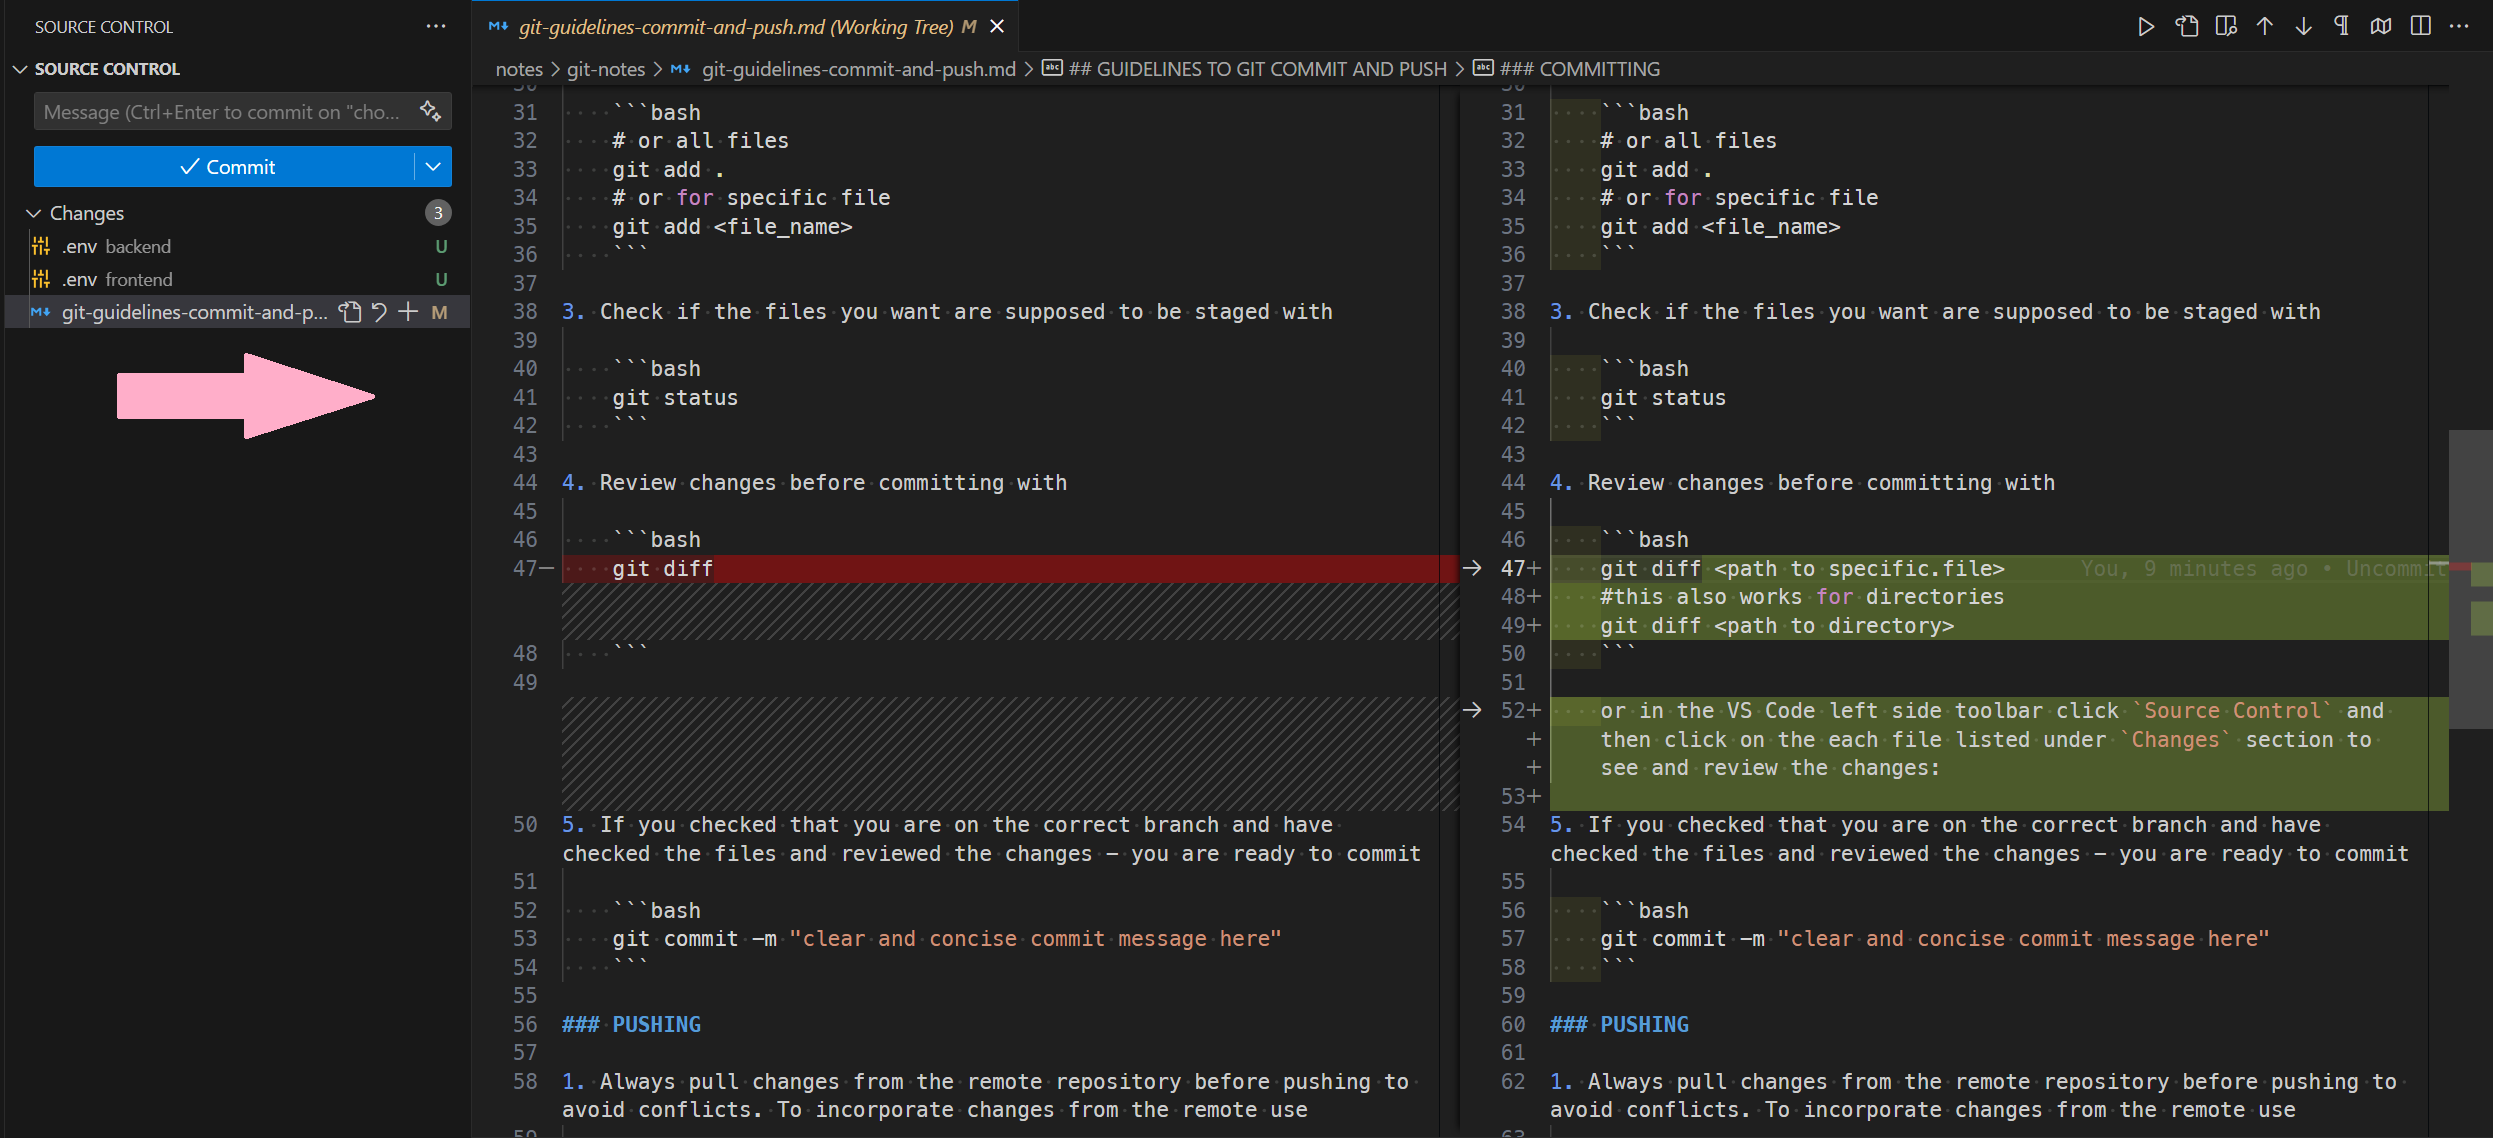 SOURCE CONTROL
SOURCE CONTROL
Message (Ctrl+Enter to commit on "cho...
Commit
Changes 3
.env backend U
.env frontend U
git-guidelines-commit-and-p... M
git-guidelines-commit-and-push.md (Working Tree) M
notes > git-notes > git-guidelines-commit-and-push.md > ## GUIDELINES TO GIT COMMIT AND PUSH > ### COMMITTING
31 ```bash
32 # or all files
33 git add .
34 # or for specific file
35 git add <file_name>
36 ```
37
38 3. Check if the files you want are supposed to be staged with
39
40 ```bash
41 git status
42 ```
43
44 4. Review changes before committing with
45
46 ```bash
47— git diff
48 ```
49
50 5. If you checked that you are on the correct branch and have
checked the files and reviewed the changes - you are ready to commit
51
52 ```bash
53 git commit -m "clear and concise commit message here"
54 ```
55
56 ### PUSHING
57
58 1. Always pull changes from the remote repository before pushing to
avoid conflicts. To incorporate changes from the remote use
31 ```bash
32 # or all files
33 git add .
34 # or for specific file
35 git add <file_name>
36 ```
37
38 3. Check if the files you want are supposed to be staged with
39
40 ```bash
41 git status
42 ```
43
44 4. Review changes before committing with
45
46 ```bash
47+ git diff <path to specific.file> You, 9 minutes ago • Uncommit
48+ #this also works for directories
49+ git diff <path to directory>
50 ```
51
52+ or in the VS Code left side toolbar click `Source Control` and
+ then click on the each file listed under `Changes` section to
+ see and review the changes:
53+
54 5. If you checked that you are on the correct branch and have
checked the files and reviewed the changes - you are ready to commit
55
56 ```bash
57 git commit -m "clear and concise commit message here"
58 ```
59
60 ### PUSHING
61
62 1. Always pull changes from the remote repository before pushing to
avoid conflicts. To incorporate changes from the remote use